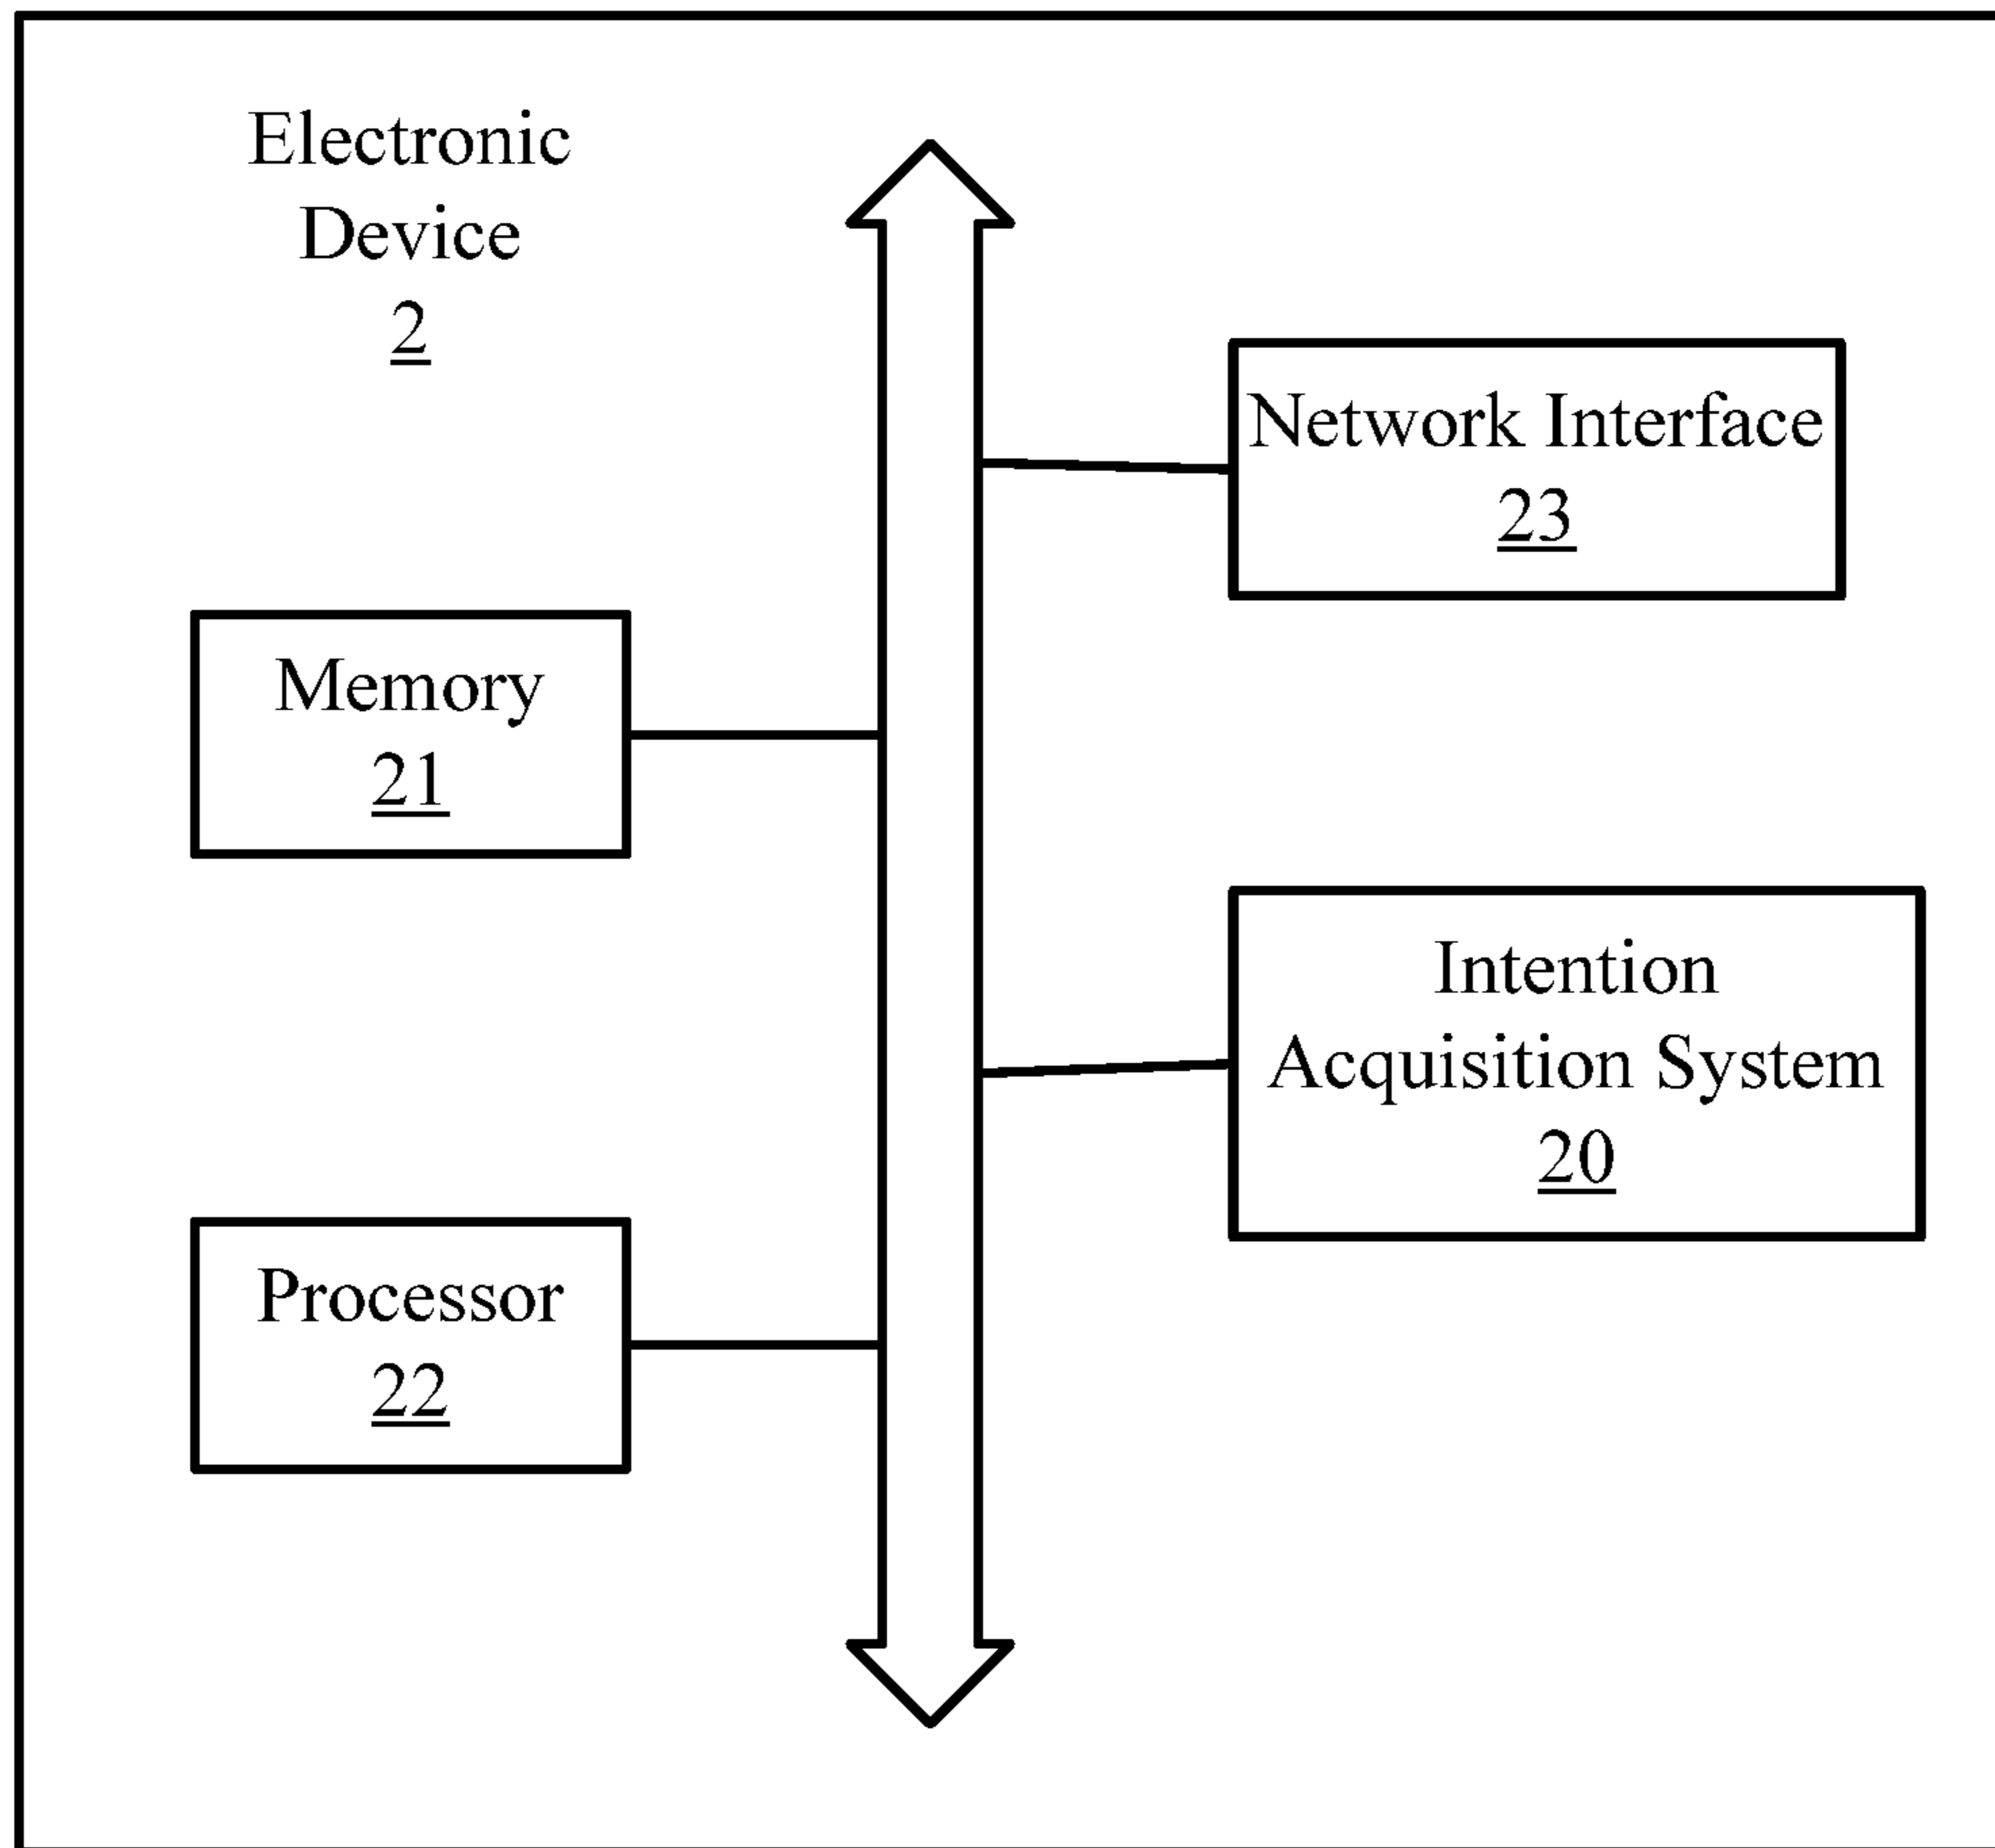 Electronic
Device
2
Network Interface
23
Memory
21
Intention
Acquisition System
20
Processor
22